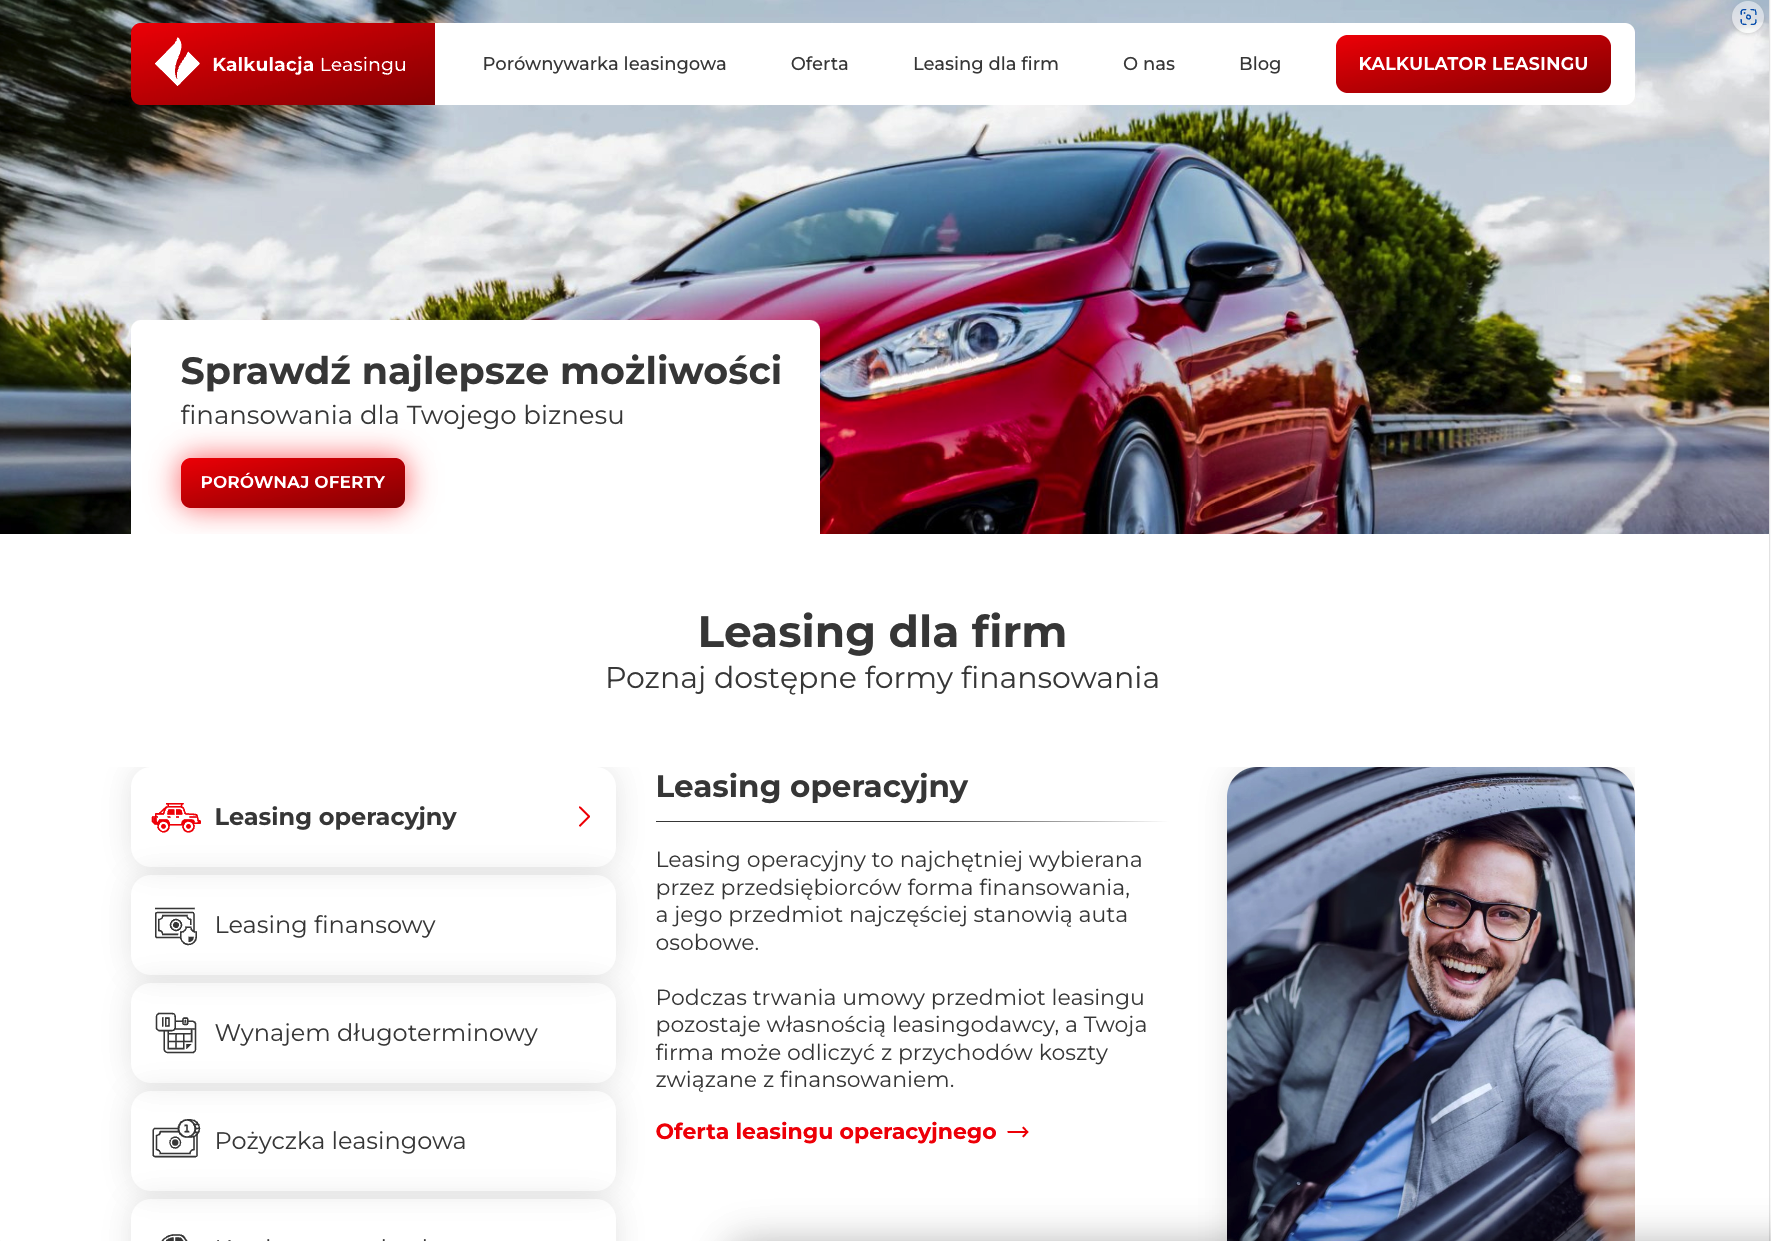 Kalkulacja Leasingu
Porównywarka leasingowa
Oferta
Leasing dla firm
O nas
Blog
KALKULATOR LEASINGU
Sprawdź najlepsze możliwości
finansowania dla Twojego biznesu
PORÓWNAJ OFERTY
Leasing dla firm
Poznaj dostępne formy finansowania
Leasing operacyjny
Leasing finansowy
Wynajem długoterminowy
Pożyczka leasingowa
Leasing operacyjny
Leasing operacyjny to najchętniej wybierana
przez przedsiębiorców forma finansowania,
a jego przedmiot najczęściej stanowią auta
osobowe.
Podczas trwania umowy przedmiot leasingu
pozostaje własnością leasingodawcy, a Twoja
firma może odliczyć z przychodów koszty
związane z finansowaniem.
Oferta leasingu operacyjnego →